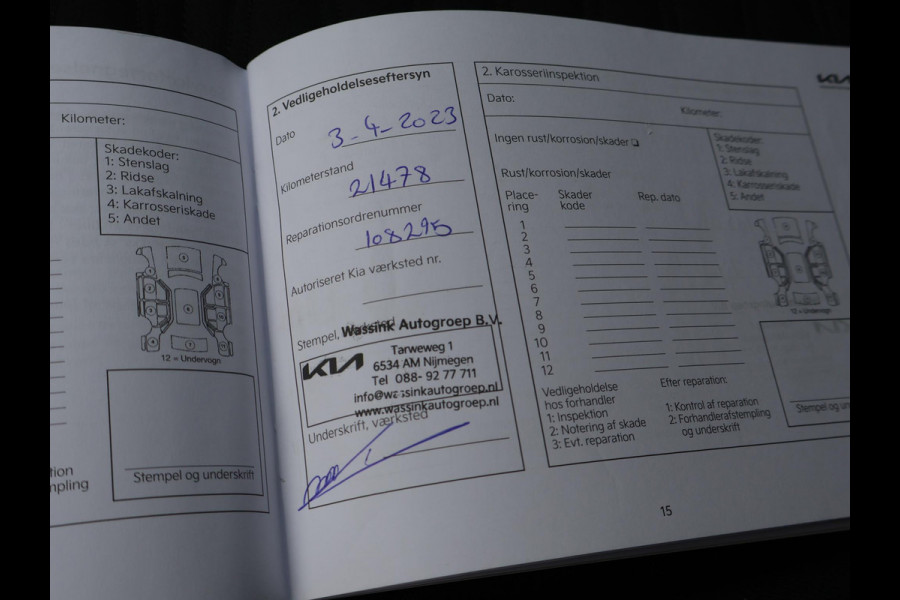 Kilometer:
Skadekoder:
1: Stenslag
2: Ridse
3: Lakafskalning
4: Karrosseriskade
5: Andet
12 = Undervogn
Stempel og underskrift
2. Vedligeholdelseseftersyn
Dato 3-4-2023
Kilometerstand
21478
Reparationsordrenummer
108295
Autoriseret Kia værksted nr.
Stempel,
Wassink Autogroep B.V.
KIA
Tarweweg 1
6534 AM Nijmegen
Tel 088- 92 77 711
info@wassinkautogroep.nl
www.wassinkautogroep.nl
Underskrift, værksted
2. Karosseriinspektion
Dato:
Kilometer:
Ingen rust/korrosion/skader
Skadekoder:
1: Stenslag
2: Ridse
3: Lakafskalning
4: Karrosseriskade
5: Andet
Rust/korrosion/skader
Place-
ring
Skader
kode
Rep. dato
1
2
3
4
5
6
7
8
9
10
11
12
12 = Undervogn
Vedligeholdelse
hos forhandler
1: Inspektion
2: Notering af skade
3: Evt. reparation
Efter reparation:
1: Kontrol af reparation
2: Forhandlerafstempling
og underskrift
Stempel og
15